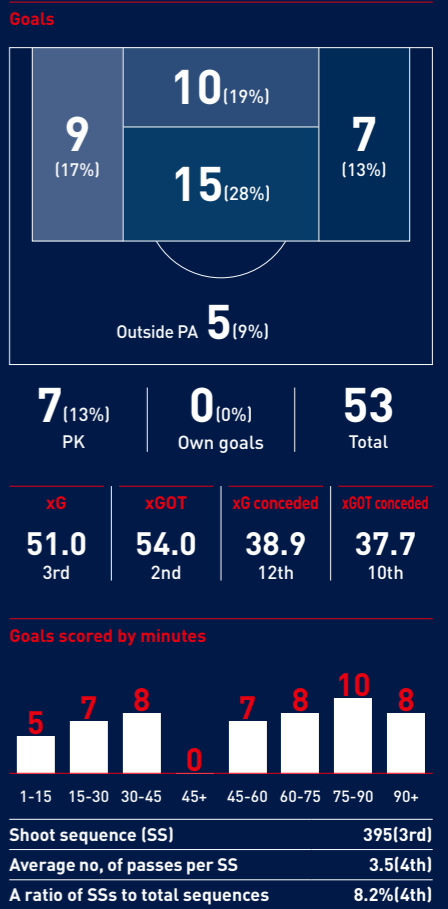 Goals
10(19%)
9
(17%)
7
(13%)
15(28%)
Outside PA 5(9%)
7(13%)
PK
0(0%)
Own goals
53
Total
xG
51.0
3rd
xGOT
54.0
2nd
xG conceded
38.9
12th
xGOT conceded
37.7
10th
Goals scored by minutes
5 7 8 0 7 8 10 8
1-15 15-30 30-45 45+ 45-60 60-75 75-90 90+
Shoot sequence (SS) 395(3rd)
Average no, of passes per SS 3.5(4th)
A ratio of SSs to total sequences 8.2%(4th)